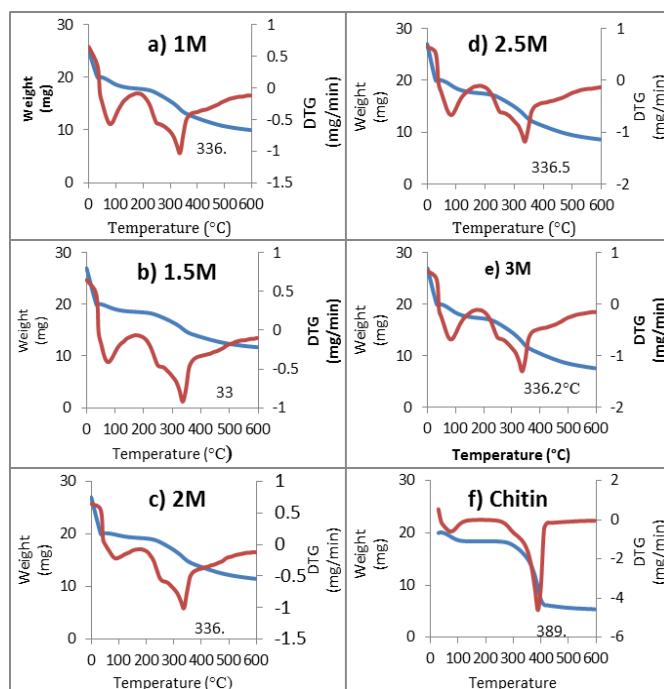 a) 1M
30
20
10
0
Weight
(mg)
1
0.5
0
-0.5
-1
-1.5
DTG
(mg/min)
336.
0 100 200 300 400 500 600
Temperature (°C)
d) 2.5M
30
20
10
0
Weight
(mg)
1
0
-1
-2
DTG
(mg/min)
336.5
0 100 200 300 400 500 600
Temperature (°C)
b) 1.5M
30
20
10
0
Weight
(mg)
1
0.5
0
-0.5
-1
DTG
(mg/min)
33
0 100 200 300 400 500 600
Temperature (°C)
e) 3M
30
20
10
0
Weight
(mg)
1
0
-1
-2
DTG
(mg/min)
336.2°C
0 100 200 300 400 500 600
Temperature (°C)
c) 2M
30
20
10
0
Weight
(mg)
1
0.5
0
-0.5
-1
-1.5
DTG
(mg/min)
336.
0 100 200 300 400 500 600
Temperature (°C)
f) Chitin
30
20
10
0
Weight
(mg)
2
0
-2
-4
-6
DTG
(mg/min)
389.
0 100 200 300 400 500 600
Temperature